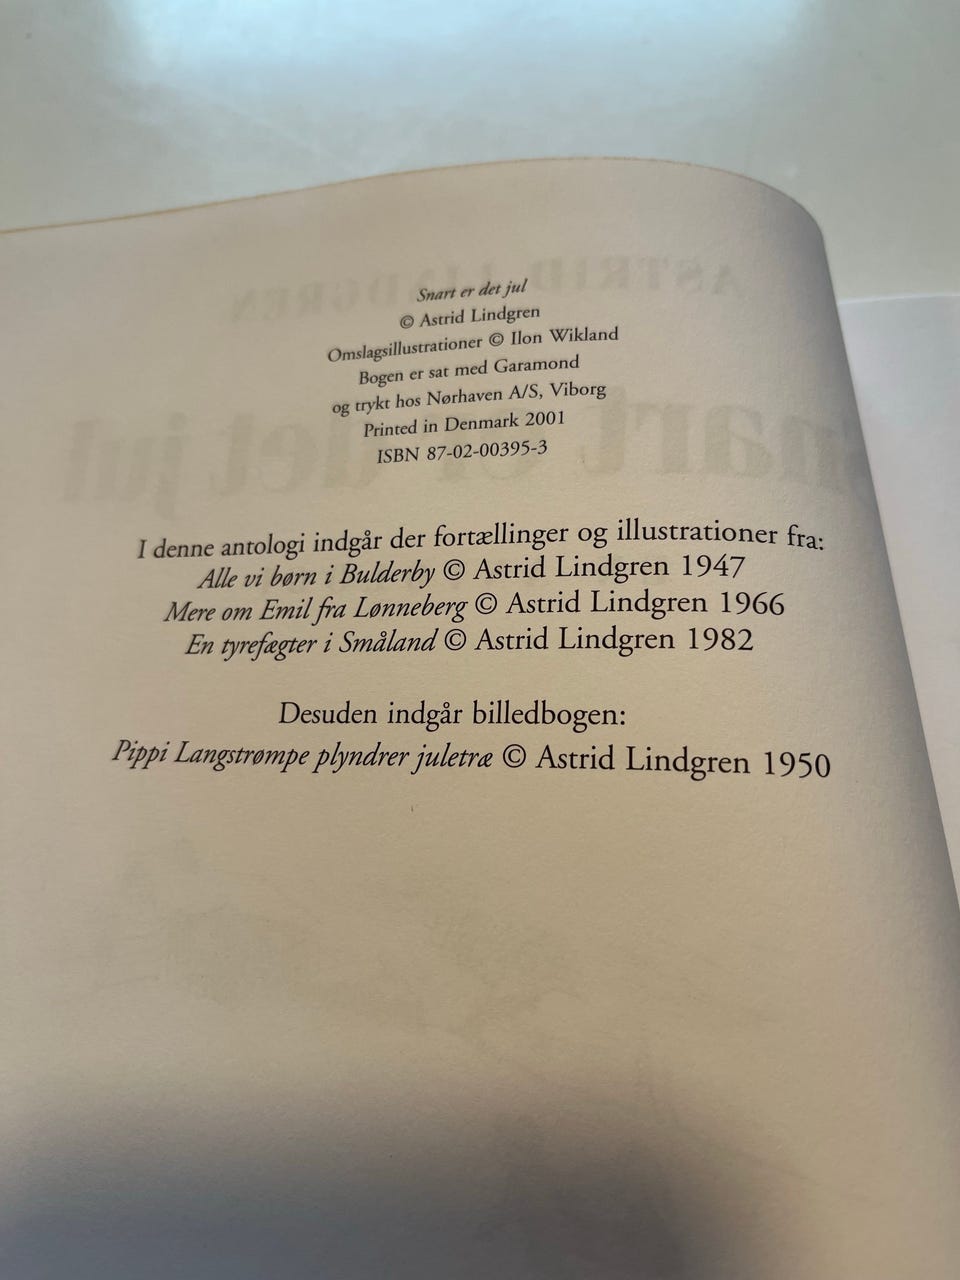 Snart er det jul
© Astrid Lindgren
Omslagsillustrationer © Ilon Wikland
Bogen er sat med Garamond
og trykt hos Nørhaven A/S, Viborg
Printed in Denmark 2001
ISBN 87-02-00395-3
I denne antologi indgår der fortællinger og illustrationer fra:
Alle vi børn i Bulderby © Astrid Lindgren 1947
Mere om Emil fra Lønneberg © Astrid Lindgren 1966
En tyrefægter i Småland © Astrid Lindgren 1982
Desuden indgår billedbogen:
Pippi Langstrømpe plyndrer juletræ © Astrid Lindgren 1950